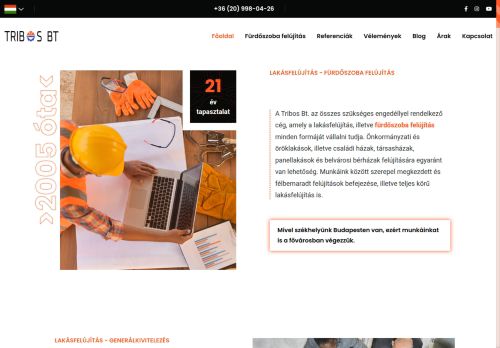 +36 (20) 998-04-26
TRIBOS BT
Főoldal Fürdőszoba felújítás Referenciák Vélemények Blog Árak Kapcsolat
>2005 óta<
21
év
tapasztalat
LAKÁSFELÚJÍTÁS - FÜRDŐSZOBA FELÚJÍTÁS
A Tribos Bt, az összes szükséges engedéllyel rendelkező
cég, amely a lakásfelújítás, illetve fürdőszoba felújítás
minden formáját vállalni tudja. Önkormányzati és
öröklakások, illetve családi házak, társasházak,
panellakások és belvárosi bérházak felújítására egyaránt
van lehetőség. Munkáink között szerepel megkezdett és
félbemaradt felújítások befejezése, illetve teljes körű
lakásfelújítás is.
Mivel székhelyünk Budapesten van, ezért munkáinkat
is a fővárosban végezzük.
LAKÁSFELÚJÍTÁS - GENERÁLKIVITELEZÉS